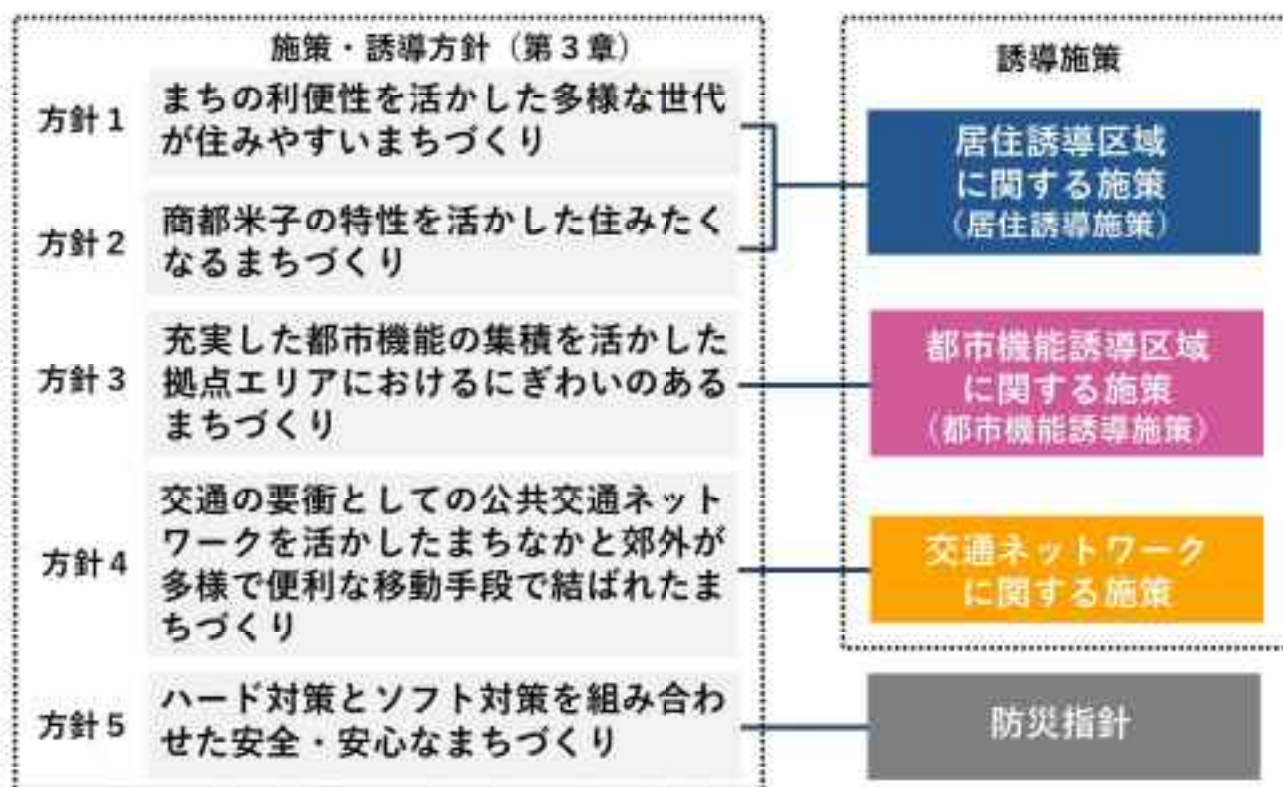 施策・誘導方針（第3章）
方針1
まちの利便性を活かした多様な世代
が住みやすいまちづくり
方針2
商都米子の特性を活かした住みたく
なるまちづくり
方針3
充実した都市機能の集積を活かした
拠点エリアにおけるにぎわいのある
まちづくり
方針4
交通の要衝としての公共交通ネット
ワークを活かしたまちなかと郊外が
多様で便利な移動手段で結ばれたま
ちづくり
方針5
ハード対策とソフト対策を組み合わ
せた安全・安心なまちづくり
誘導施策
居住誘導区域
に関する施策
（居住誘導施策）
都市機能誘導区域
に関する施策
（都市機能誘導施策）
交通ネットワーク
に関する施策
防災指針